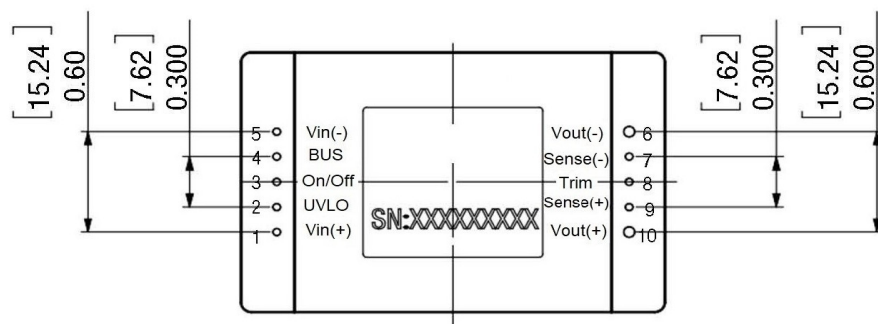 [15.24]
0.60
[7.62]
0.300
[7.62]
0.300
[15.24]
0.600
5 Vin(-) Vout(-) 6
4 BUS Sense(-) 7
3 On/Off Trim 8
2 UVLO Sense(+) 9
1 Vin(+) Vout(+) 10
SN:XXXXXXXXX